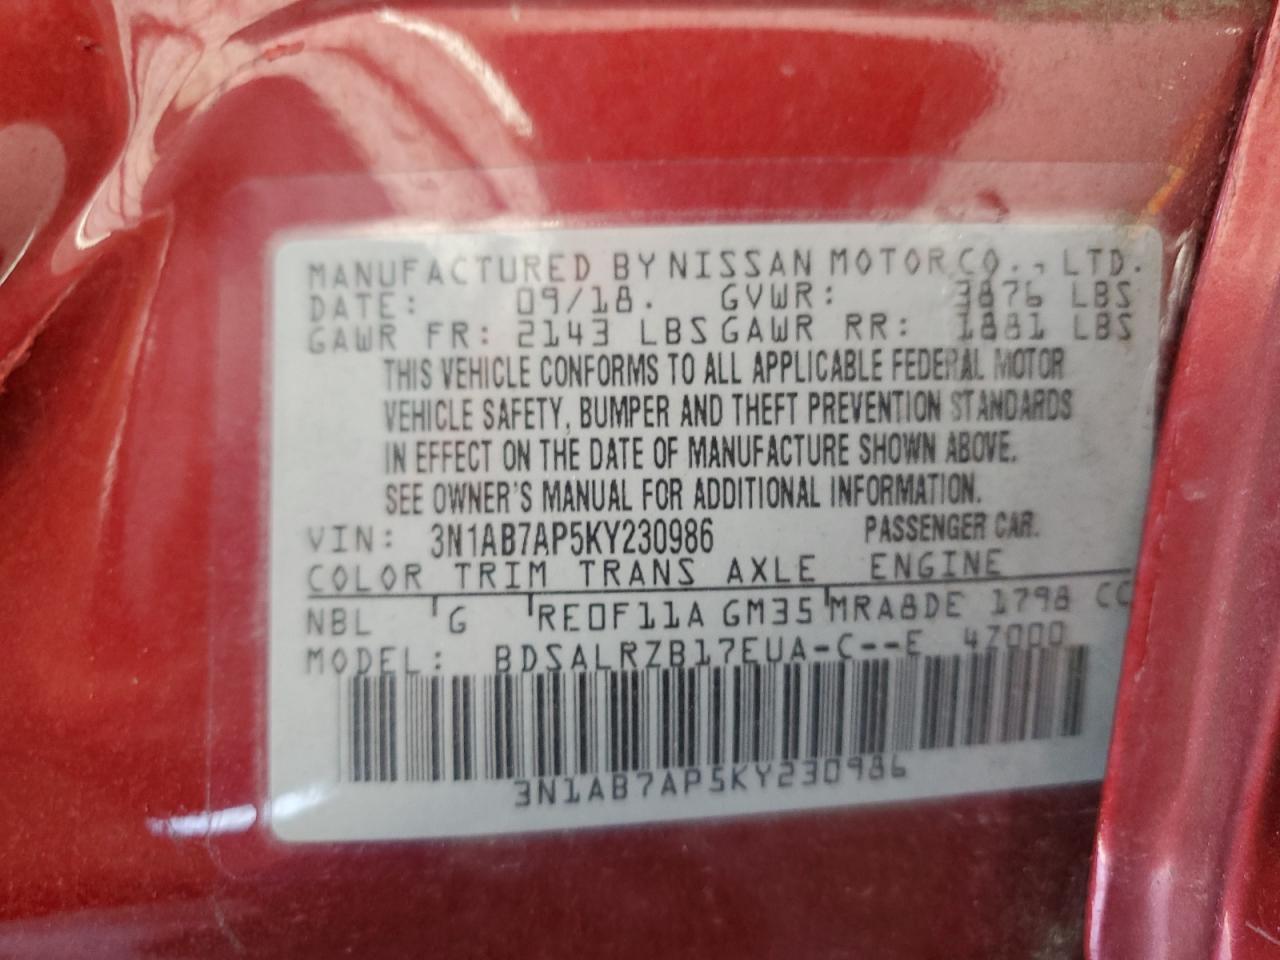 MANUFACTURED BY NISSAN MOTOR CO., LTD.
DATE: 09/18. GVWR: 3876 LBS
GAWR FR: 2143 LBS GAWR RR: 1881 LBS
THIS VEHICLE CONFORMS TO ALL APPLICABLE FEDERAL MOTOR
VEHICLE SAFETY, BUMPER AND THEFT PREVENTION STANDARDS
IN EFFECT ON THE DATE OF MANUFACTURE SHOWN ABOVE.
SEE OWNER'S MANUAL FOR ADDITIONAL INFORMATION.
VIN: 3N1AB7AP5KY230986 PASSENGER CAR.
COLOR TRIM TRANS AXLE ENGINE
NBL G RE0F11A GM35 MRA8DE 1798 CC
MODEL: BDSALRZB17EUA-C--E 4Z000
3N1AB7AP5KY230986